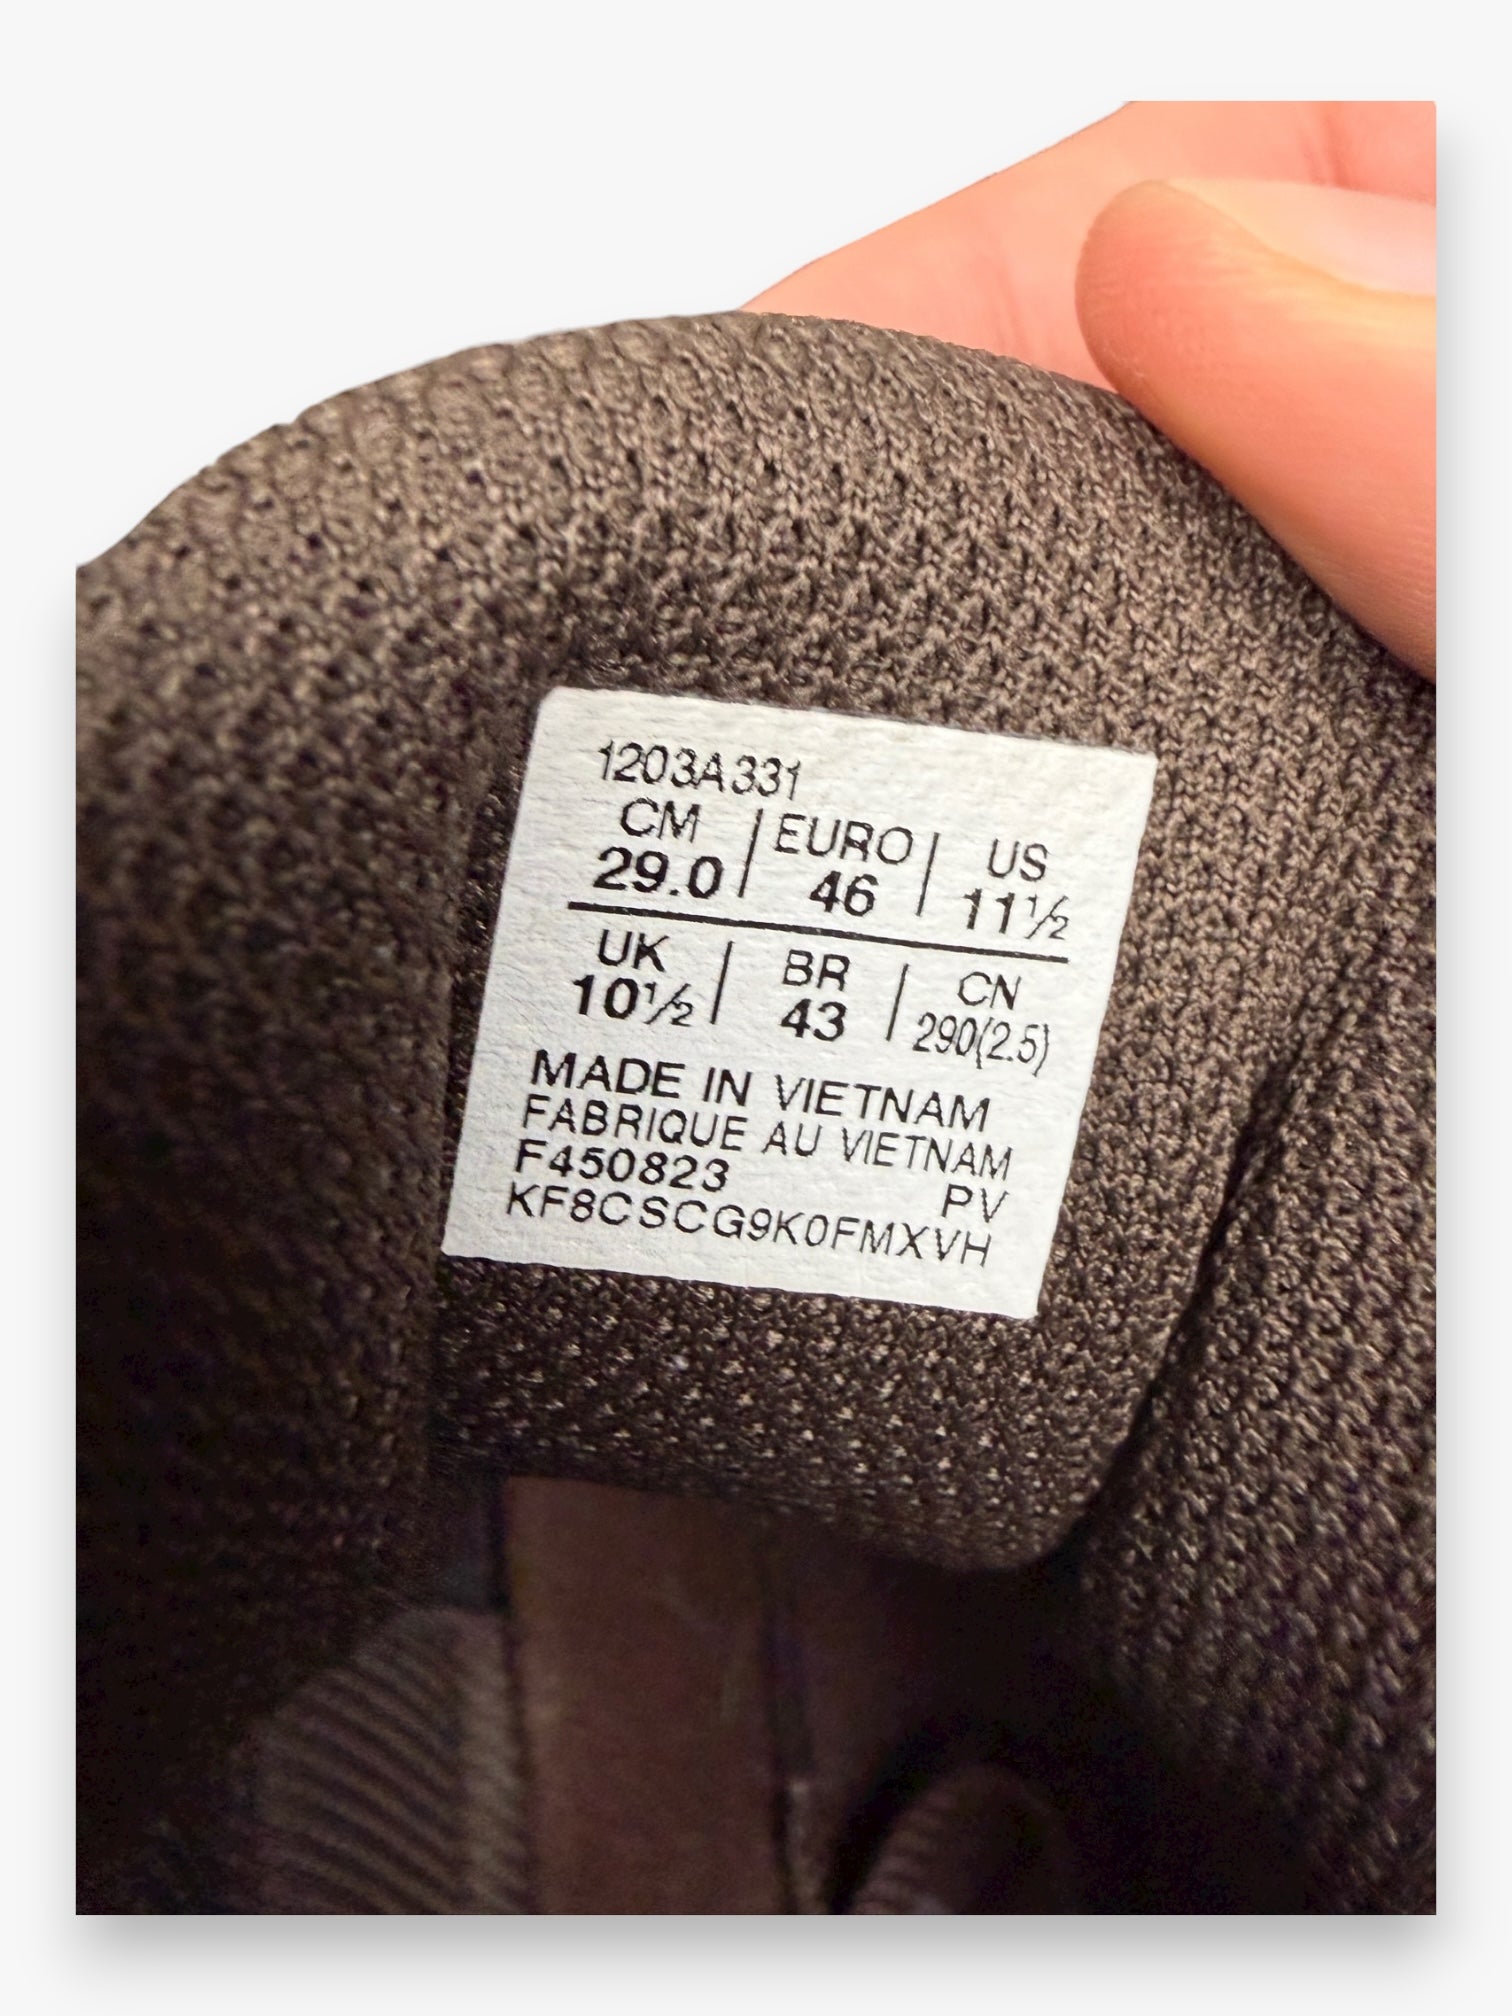 1203A331
CM | EURO | US
29.0 | 46 | 11½
UK | BR | CN
10½ | 43 | 290(2.5)
MADE IN VIETNAM
FABRIQUE AU VIETNAM
F450823 PV
KF8CSCG9K0FMXVH